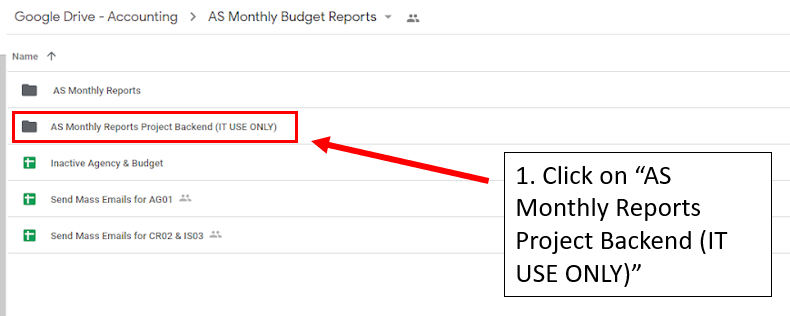 Google Drive - Accounting > AS Monthly Budget Reports
Name
AS Monthly Reports
AS Monthly Reports Project Backend (IT USE ONLY)
Inactive Agency & Budget
Send Mass Emails for AG01
Send Mass Emails for CR02 & IS03
1. Click on “AS
Monthly Reports
Project Backend (IT
USE ONLY)”